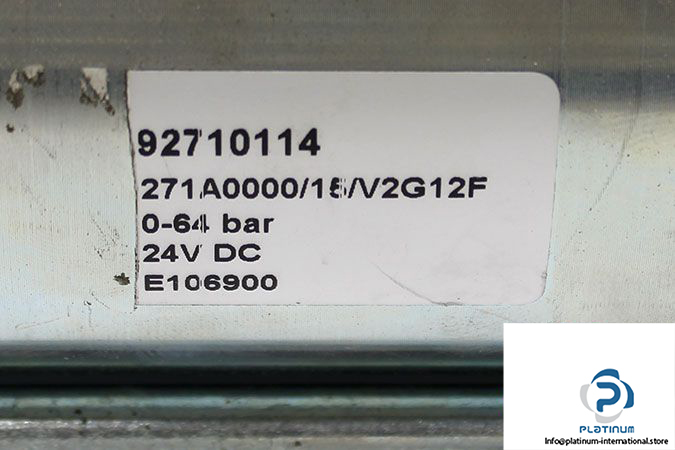 92710114
271A0000/15/V2G12F
0-64 bar
24V DC
E106900
PLATINUM
Info@platinum-international.store